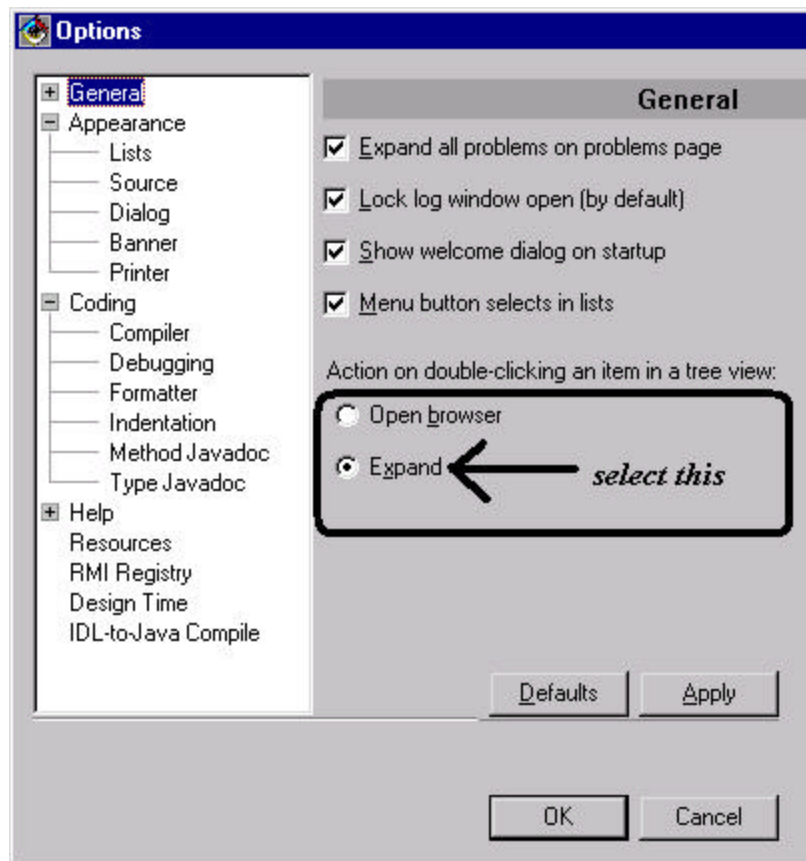 Options
General
Appearance
Lists
Source
Dialog
Banner
Printer
Coding
Compiler
Debugging
Formatter
Indentation
Method Javadoc
Type Javadoc
Help
Resources
RMI Registry
Design Time
IDL-to-Java Compile
General
Expand all problems on problems page
Lock log window open (by default)
Show welcome dialog on startup
Menu button selects in lists
Action on double-clicking an item in a tree view:
Open browser
Expand select this
Defaults Apply
OK Cancel